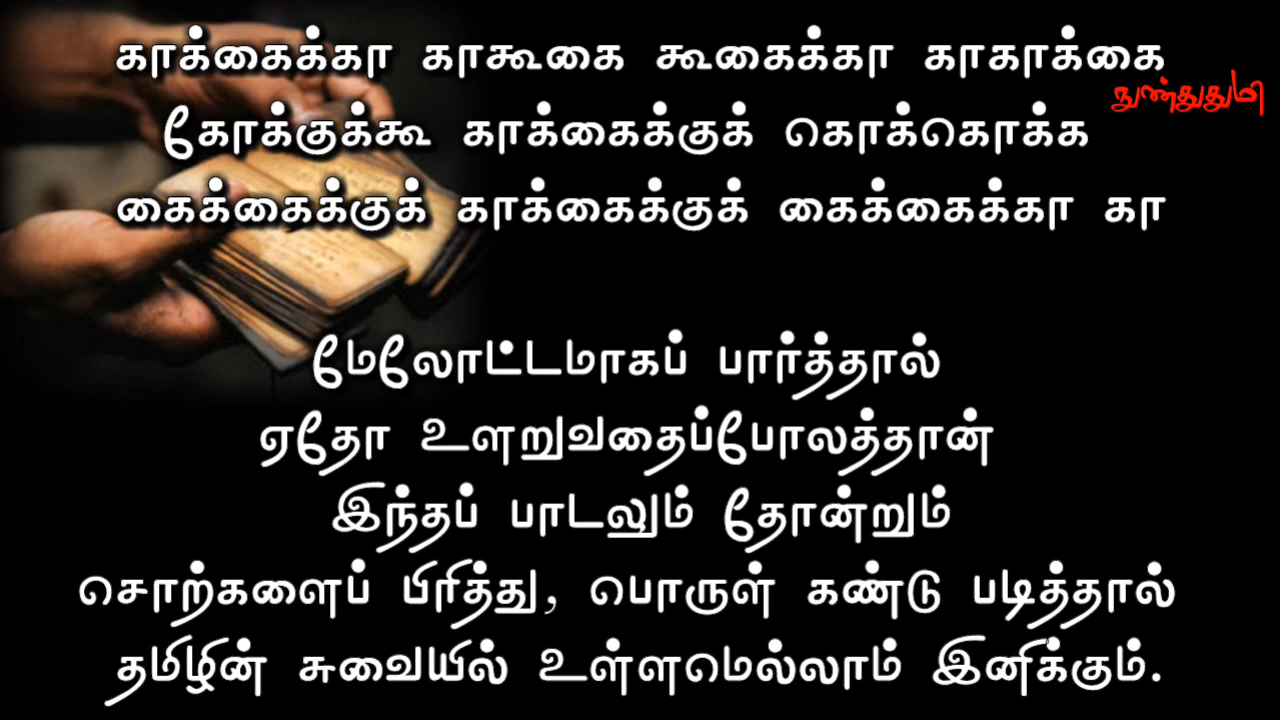 காக்கைக்கா காகூகை கூகைக்கா காகாக்கை
நுண்துதுமி
கோக்குக்கூ காக்கைக்குக் கொக்கொக்க
கைக்கைக்குக் காக்கைக்குக் கைக்கைக்கா கா
மேலோட்டமாகப் பார்த்தால்
ஏதோ உளறுவதைப்போலத்தான்
இந்தப் பாடலும் தோன்றும்
சொற்களைப் பிரித்து, பொருள் கண்டு படித்தால்
தமிழின் சுவையில் உள்ளமெல்லாம் இனிக்கும்.